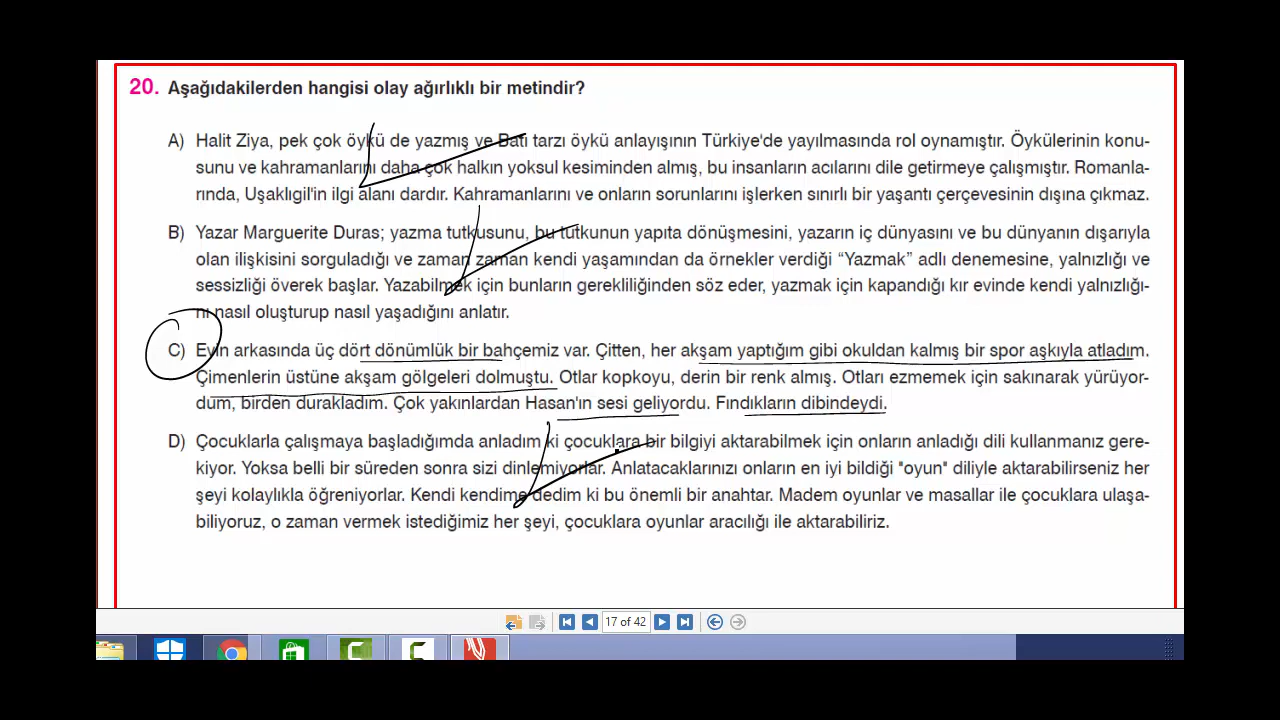 20. Aşağıdakilerden hangisi olay ağırlıklı bir metindir?
A) Halit Ziya, pek çok öykü de yazmış ve Batı tarzı öykü anlayışının Türkiye'de yayılmasında rol oynamıştır. Öykülerinin konu-
sunu ve kahramanlarını daha çok halkın yoksul kesiminden almış, bu insanların acılarını dile getirmeye çalışmıştır. Romanla-
rında, Uşaklıgil'in ilgi alanı dardır. Kahramanlarını ve onların sorunlarını işlerken sınırlı bir yaşantı çerçevesinin dışına çıkmaz.
B) Yazar Marguerite Duras; yazma tutkusunu, bu tutkunun yapıta dönüşmesini, yazarın iç dünyasını ve bu dünyanın dışarıyla
olan ilişkisini sorguladığı ve zaman zaman kendi yaşamından da örnekler verdiği "Yazmak" adlı denemesine, yalnızlığı ve
sessizliği överek başlar. Yazabilmek için bunların gerekliliğinden söz eder, yazmak için kapandığı kır evinde kendi yalnızlığı-
nı nasıl oluşturup nasıl yaşadığını anlatır.
C) Evin arkasında üç dört dönümlük bir bahçemiz var. Çitten, her akşam yaptığım gibi okuldan kalmış bir spor aşkıyla atladım.
Çimenlerin üstüne akşam gölgeleri dolmuştu. Otlar kopkoyu, derin bir renk almış. Otları ezmemek için sakınarak yürüyor-
dum, birden durakladım. Çok yakınlardan Hasan'ın sesi geliyordu. Fındıkların dibindeydi.
D) Çocuklarla çalışmaya başladığımda anladım ki çocuklara bir bilgiyi aktarabilmek için onların anladığı dili kullanmanız gere-
kiyor. Yoksa belli bir süreden sonra sizi dinlemiyorlar. Anlatacaklarınızı onların en iyi bildiği "oyun" diliyle aktarabilirseniz her
şeyi kolaylıkla öğreniyorlar. Kendi kendime dedim ki bu önemli bir anahtar. Madem oyunlar ve masallar ile çocuklara ulaşa-
biliyoruz, o zaman vermek istediğimiz her şeyi, çocuklara oyunlar aracılığı ile aktarabiliriz.
17 of 42